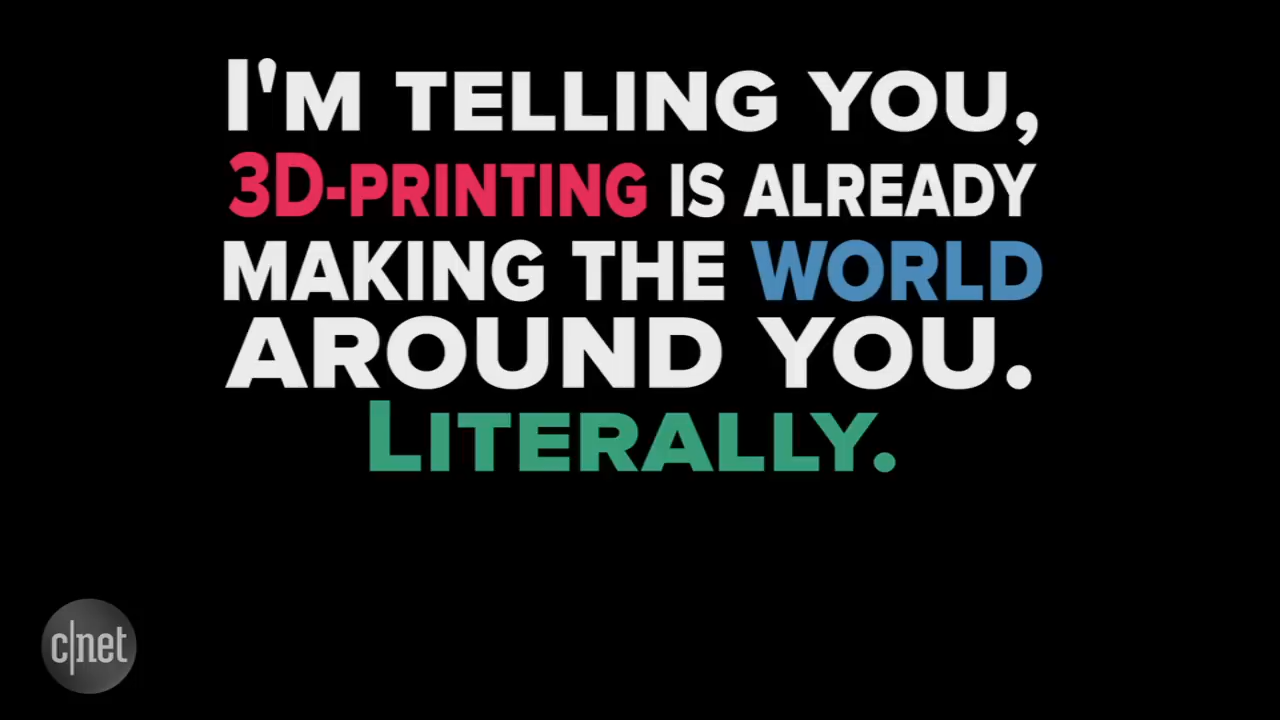 I'm telling you,
3D-printing is already
making the world
around you.
Literally.
c|net